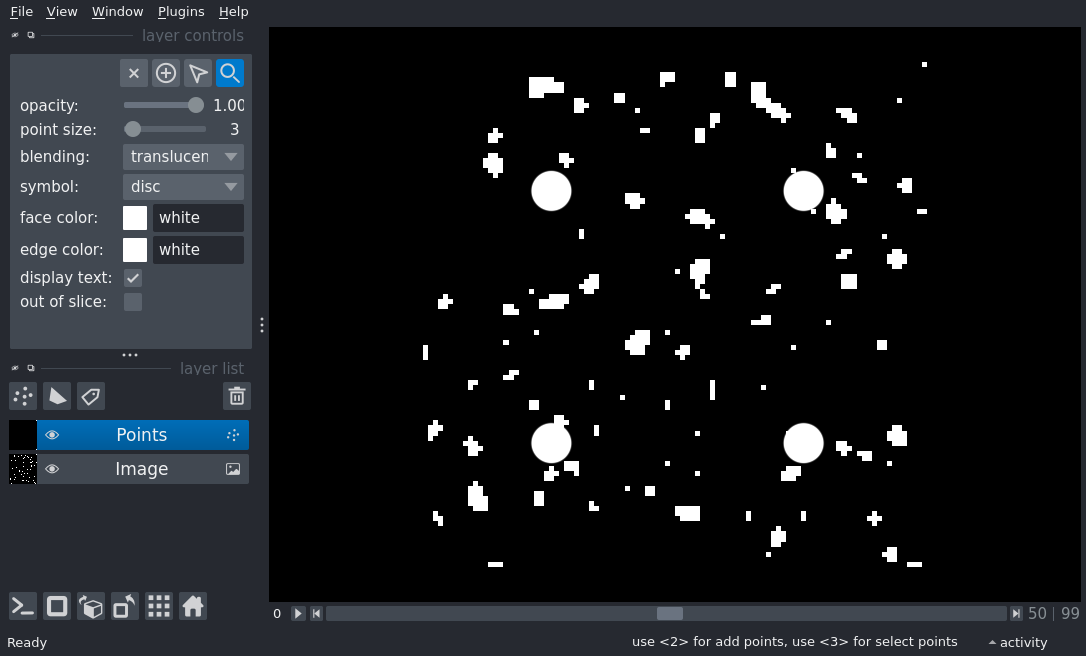 File View Window Plugins Help
layer controls
opacity: 1.00
point size: 3
blending: translucen
symbol: disc
face color: white
edge color: white
display text:
out of slice:
layer list
Points
Image
0 50 | 99
Ready use <2> for add points, use <3> for select points activity